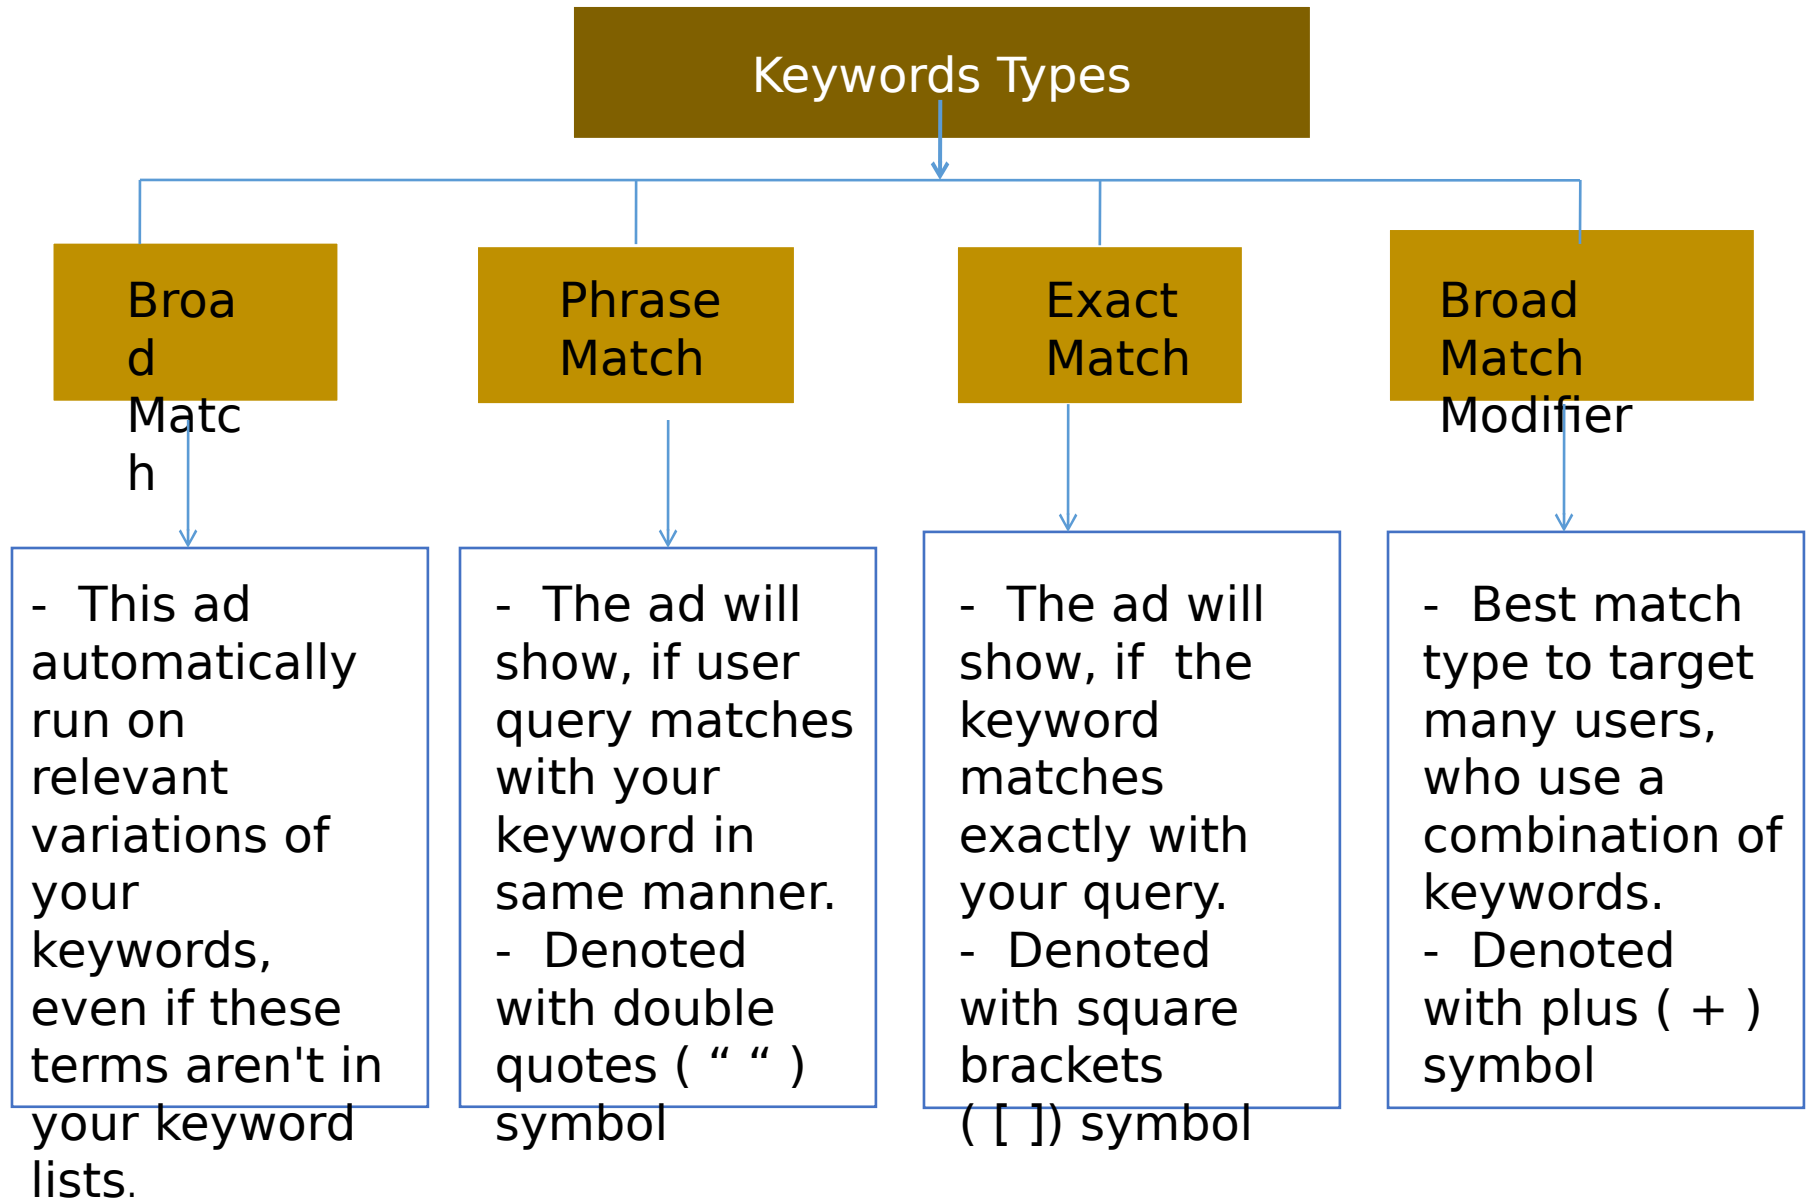 Keywords Types
Broa
d
Matc
h
Phrase
Match
Exact
Match
Broad
Match
Modifier
- This ad
automatically
run on
relevant
variations of
your
keywords,
even if these
terms aren't in
your keyword
lists.
- The ad will
show, if user
query matches
with your
keyword in
same manner.
- Denoted
with double
quotes ( “ “ )
symbol
- The ad will
show, if  the
keyword
matches
exactly with
your query.
- Denoted
with square
brackets
( [ ]) symbol
- Best match
type to target
many users,
who use a
combination of
keywords.
- Denoted
with plus ( + )
symbol